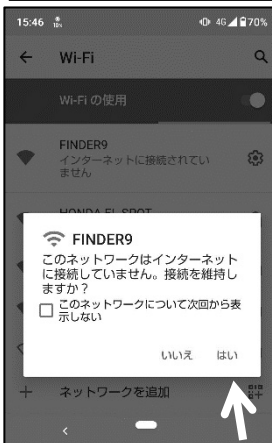 15:46 4G 70%
Wi-Fi
Wi-Fi の使用
FINDER9
インターネットに接続されてい
ません
HONDA EL SPOT
FINDER9
このネットワークはインターネット
に接続していません。接続を維持し
ますか？
このネットワークについて次回から表
示しない
いいえ はい
ネットワークを追加